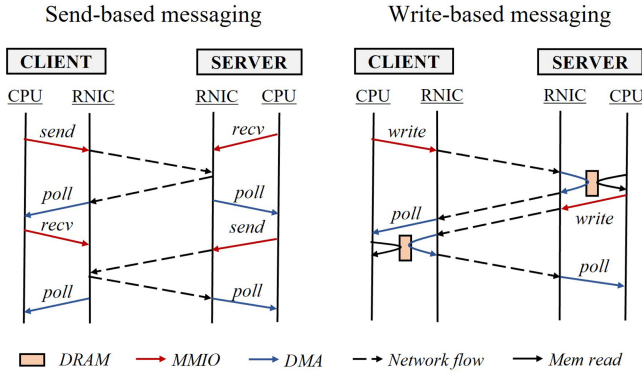 Send-based messaging
Write-based messaging
CLIENT
SERVER
CLIENT
SERVER
CPU
RNIC
RNIC
CPU
CPU
RNIC
RNIC
CPU
send
recv
write
poll
poll
recv
send
write
poll
poll
poll
poll
DRAM
MMIO
DMA
Network flow
Mem read